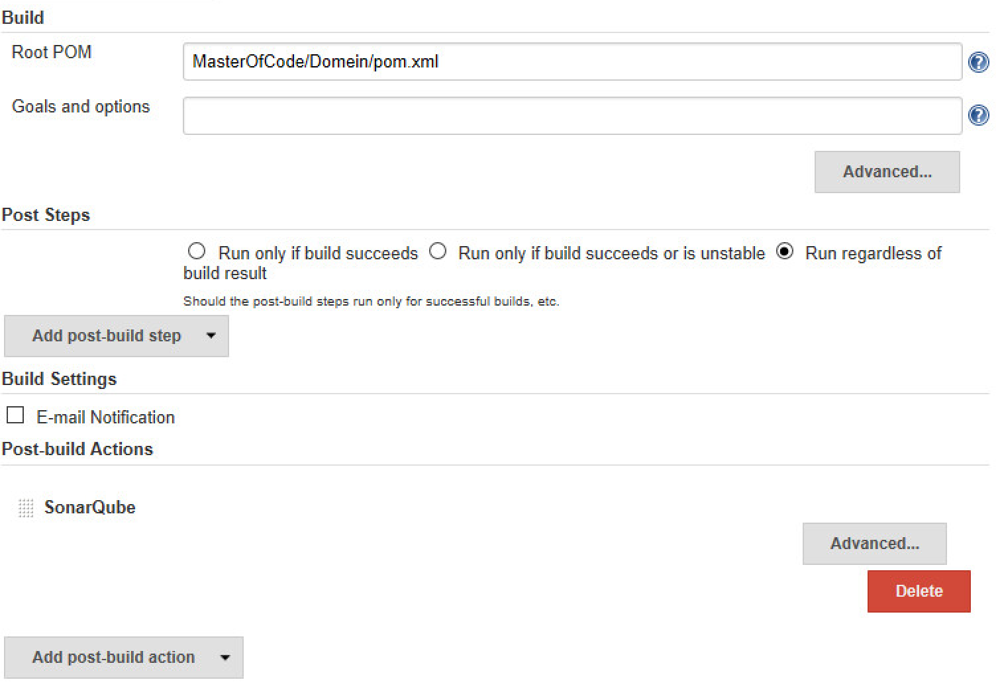 Build
Root POM
MasterOfCode/Domein/pom.xml
Goals and options
Advanced...
Post Steps
Run only if build succeeds Run only if build succeeds or is unstable Run regardless of
build result
Should the post-build steps run only for successful builds, etc.
Add post-build step
Build Settings
E-mail Notification
Post-build Actions
SonarQube
Advanced...
Delete
Add post-build action